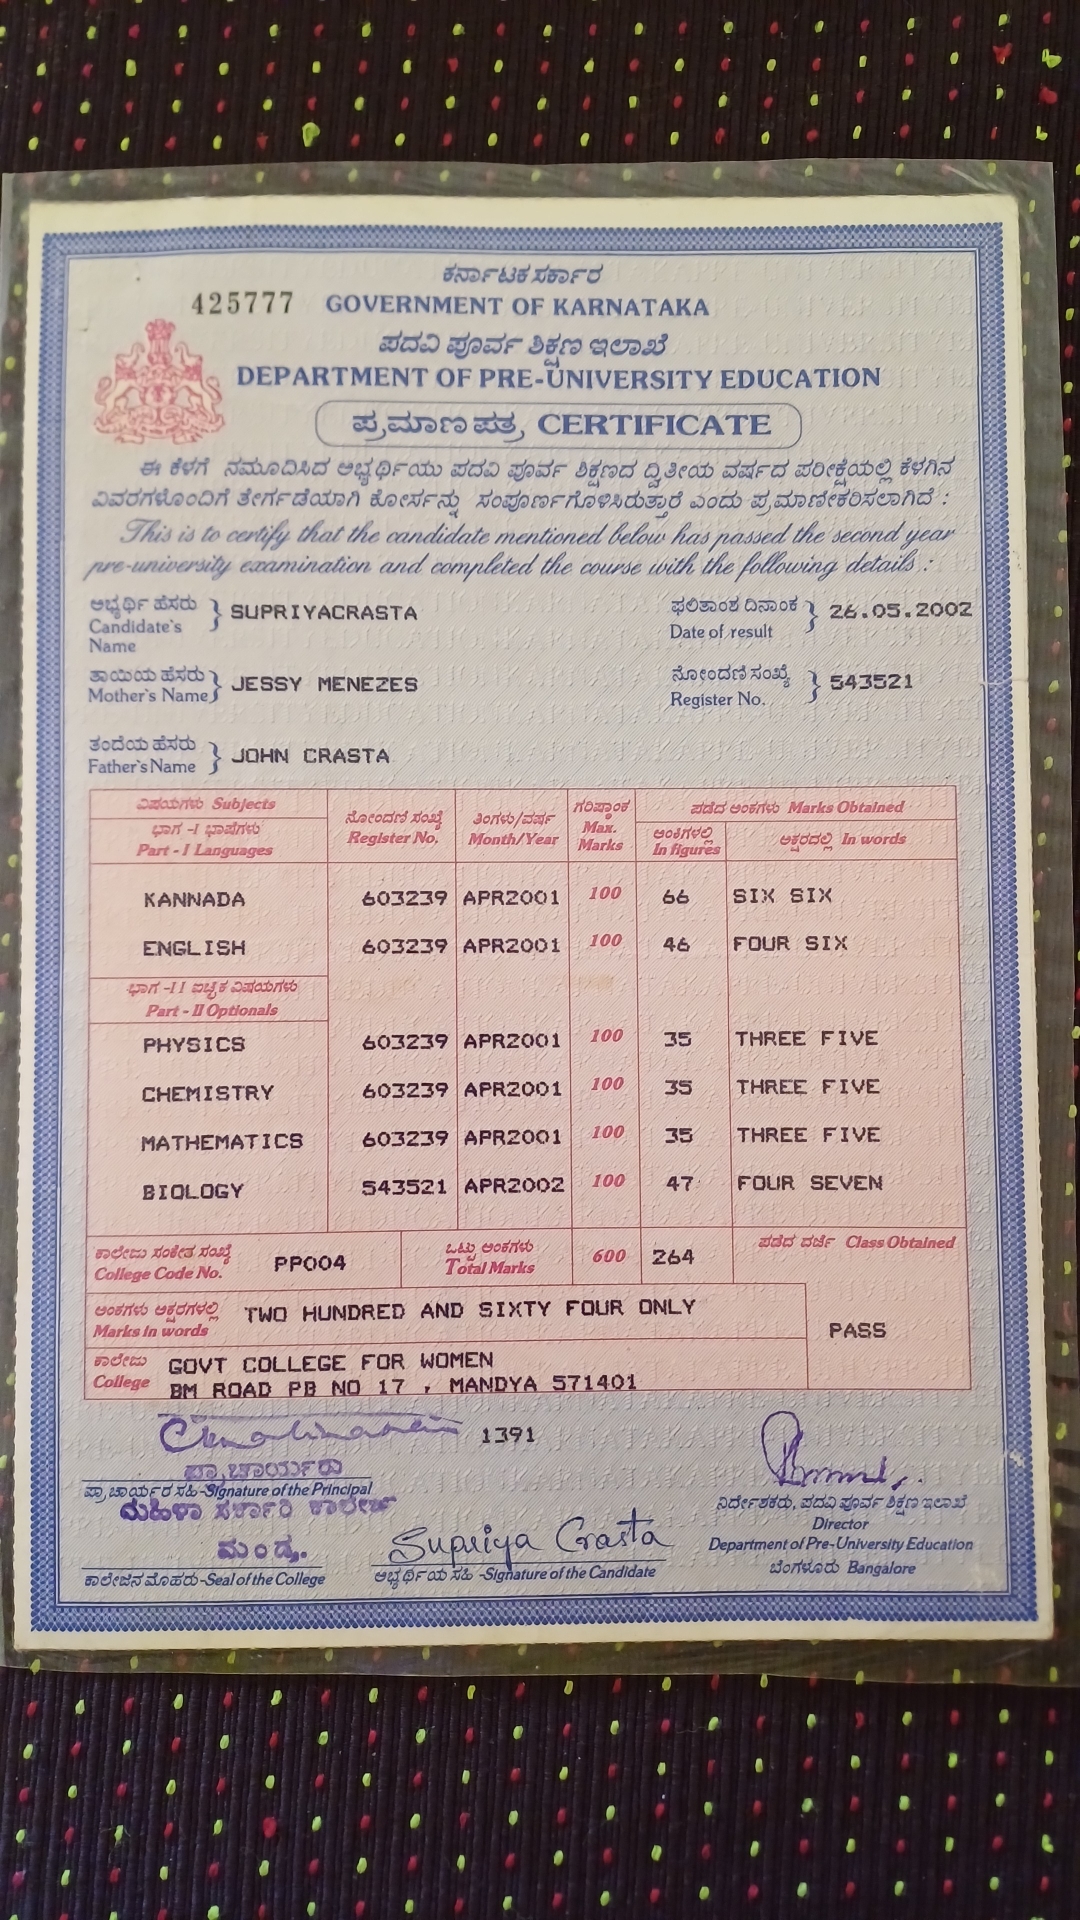 ಕರ್ನಾಟಕ ಸರ್ಕಾರ
425777 GOVERNMENT OF KARNATAKA
ಪದವಿ ಪೂರ್ವ ಶಿಕ್ಷಣ ಇಲಾಖೆ
DEPARTMENT OF PRE-UNIVERSITY EDUCATION
ಪ್ರಮಾಣ ಪತ್ರ CERTIFICATE
ಈ ಕೆಳಗೆ ನಮೂದಿಸಿದ ಅಭ್ಯರ್ಥಿಯು ಪದವಿ ಪೂರ್ವ ಶಿಕ್ಷಣದ ದ್ವಿತೀಯ ವರ್ಷದ ಪರೀಕ್ಷೆಯಲ್ಲಿ ಕೆಳಗಿನ
ವಿವರಗಳೊಂದಿಗೆ ತೇರ್ಗಡೆಯಾಗಿ ಕೋರ್ಸನ್ನು ಸಂಪೂರ್ಣಗೊಳಿಸಿರುತ್ತಾರೆ ಎಂದು ಪ್ರಮಾಣೀಕರಿಸಲಾಗಿದೆ :
This is to certify that the candidate mentioned below has passed the second year
pre-university examination and completed the course with the following details :
ಅಭ್ಯರ್ಥಿ ಹೆಸರು
Candidate's Name } SUPRIYACRASTA
ಫಲಿತಾಂಶ ದಿನಾಂಕ
Date of result } 26.05.2002
ತಾಯಿಯ ಹೆಸರು
Mother's Name } JESSY MENEZES
ನೋಂದಣಿ ಸಂಖ್ಯೆ
Register No. } 543521
ತಂದೆಯ ಹೆಸರು
Father's Name } JOHN CRASTA
ವಿಷಯಗಳು Subjects
ಭಾಗ -I ಭಾಷೆಗಳು
Part - I Languages
ನೋಂದಣಿ ಸಂಖ್ಯೆ
Register No.
ತಿಂಗಳು/ವರ್ಷ
Month/Year
ಗರಿಷ್ಠಾಂಕ
Max.
Marks
ಪಡೆದ ಅಂಕಗಳು Marks Obtained
ಅಂಕಿಗಳಲ್ಲಿ
In figures
ಅಕ್ಷರದಲ್ಲಿ In words
KANNADA 603239 APR2001 100 66 SIX SIX
ENGLISH 603239 APR2001 100 46 FOUR SIX
ಭಾಗ -II ಐಚ್ಛಿಕ ವಿಷಯಗಳು
Part - II Optionals
PHYSICS 603239 APR2001 100 35 THREE FIVE
CHEMISTRY 603239 APR2001 100 35 THREE FIVE
MATHEMATICS 603239 APR2001 100 35 THREE FIVE
BIOLOGY 543521 APR2002 100 47 FOUR SEVEN
ಕಾಲೇಜು ಸಂಕೇತ ಸಂಖ್ಯೆ
College Code No. PP004
ಒಟ್ಟು ಅಂಕಗಳು
Total Marks 600 264
ಪಡೆದ ದರ್ಜೆ Class Obtained
ಅಂಕಗಳು ಅಕ್ಷರಗಳಲ್ಲಿ
Marks in words TWO HUNDRED AND SIXTY FOUR ONLY
PASS
ಕಾಲೇಜು
College GOVT COLLEGE FOR WOMEN
BM ROAD PB NO 17 , MANDYA 571401
1391
ಪ್ರಾಚಾರ್ಯರು
ಪ್ರಾಚಾರ್ಯರ ಸಹಿ -Signature of the Principal
ಮಹಿಳಾ ಸರ್ಕಾರಿ ಕಾಲೇಜ್
ಮಂಡ್ಯ.
ಕಾಲೇಜಿನ ಮೊಹರು-Seal of the College
Supriya Crasta
ಅಭ್ಯರ್ಥಿಯ ಸಹಿ -Signature of the Candidate
ನಿರ್ದೇಶಕರು, ಪದವಿ ಪೂರ್ವ ಶಿಕ್ಷಣ ಇಲಾಖೆ
Director
Department of Pre-University Education
ಬೆಂಗಳೂರು Bangalore